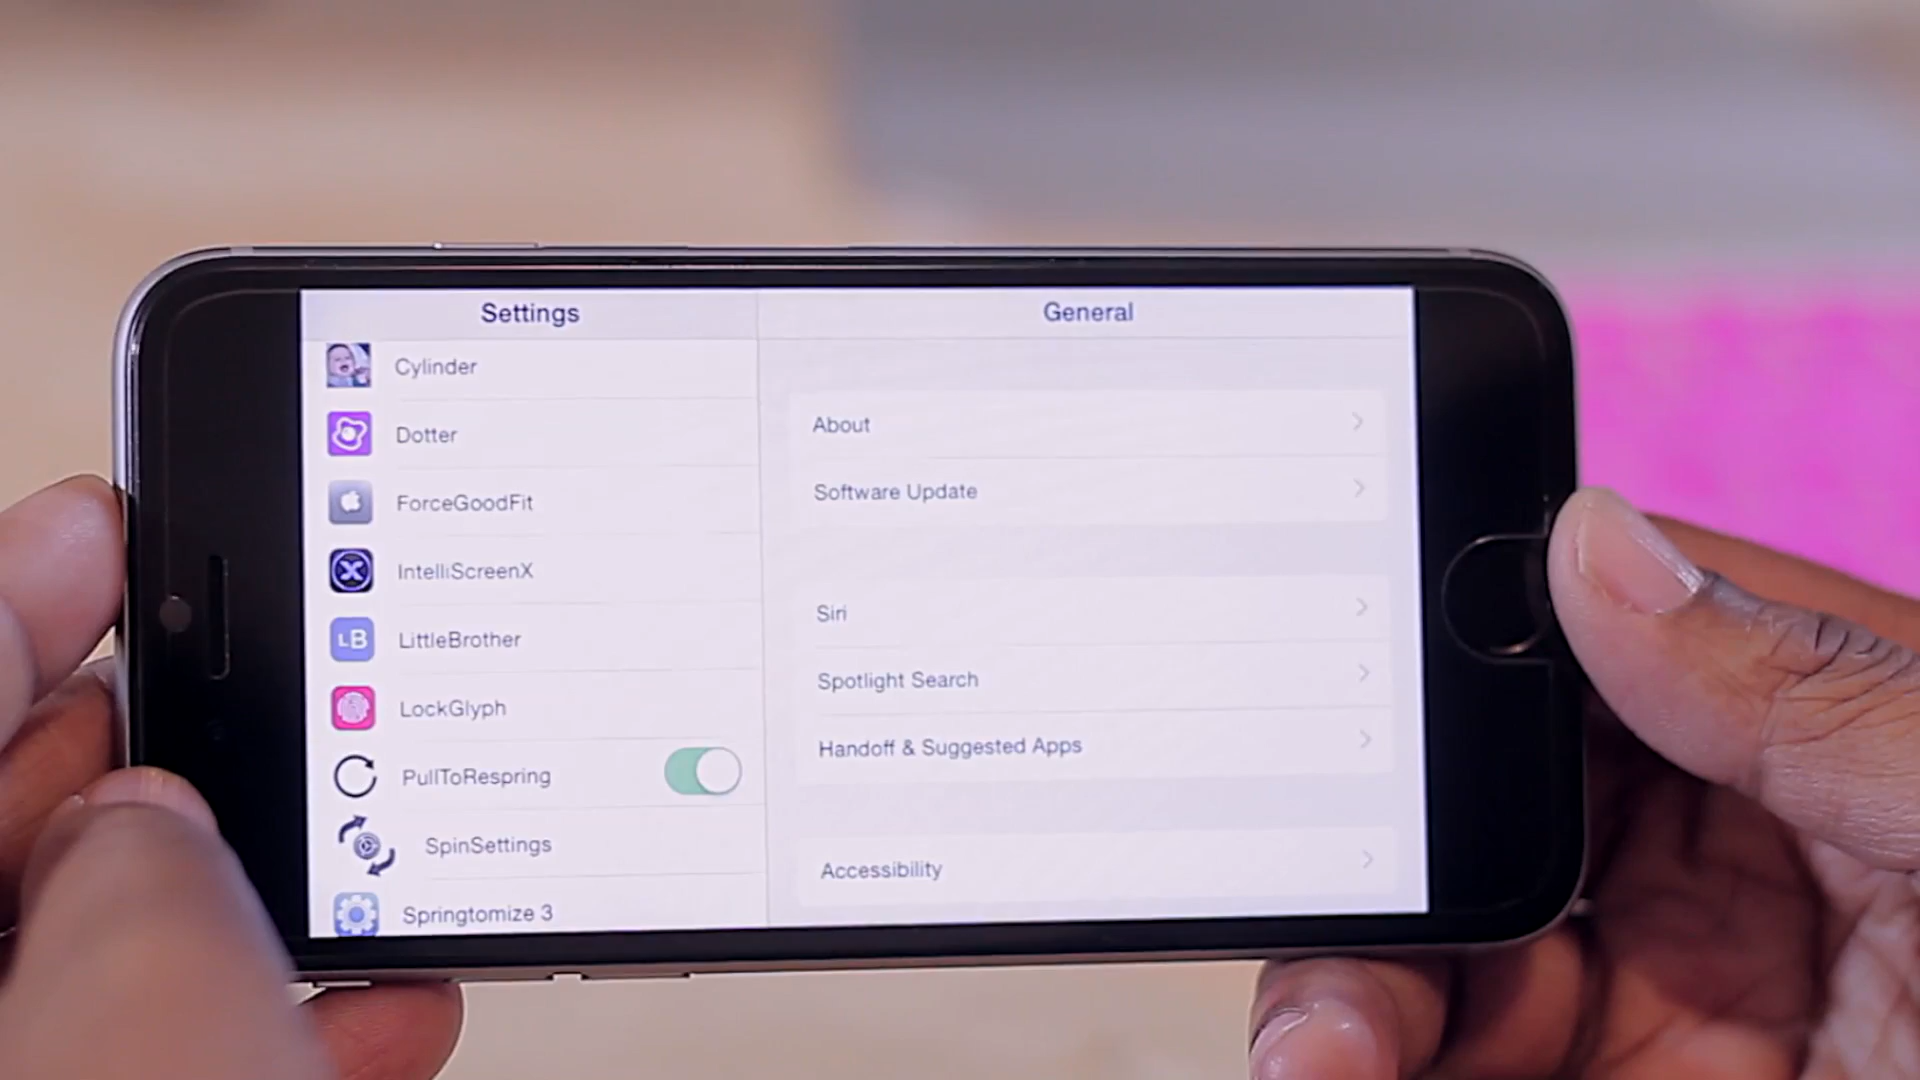 Settings
Cylinder
Dotter
ForceGoodFit
IntelliScreenX
LB
LittleBrother
LockGlyph
PullToRespring
SpinSettings
Springtomize 3
General
About
Software Update
Siri
Spotlight Search
Handoff & Suggested Apps
Accessibility